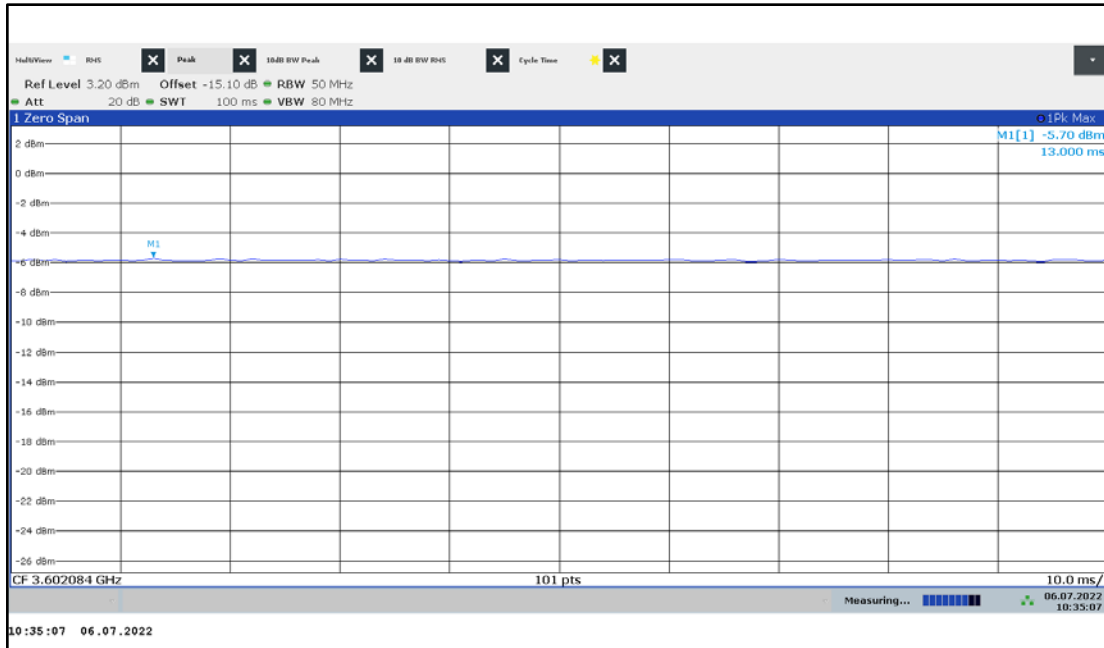 MultiView RMS Peak 10dB BW Peak 10 dB BW RMS Cycle Time
Ref Level 3.20 dBm Offset -15.10 dB RBW 50 MHz
Att 20 dB SWT 100 ms VBW 80 MHz
1 Zero Span 1Pk Max
M1[1] -5.70 dBm
13.000 ms
2 dBm
0 dBm
-2 dBm
-4 dBm
M1
-6 dBm
-8 dBm
-10 dBm
-12 dBm
-14 dBm
-16 dBm
-18 dBm
-20 dBm
-22 dBm
-24 dBm
-26 dBm
CF 3.602084 GHz 101 pts 10.0 ms/
Measuring... 06.07.2022
10:35:07
10:35:07 06.07.2022